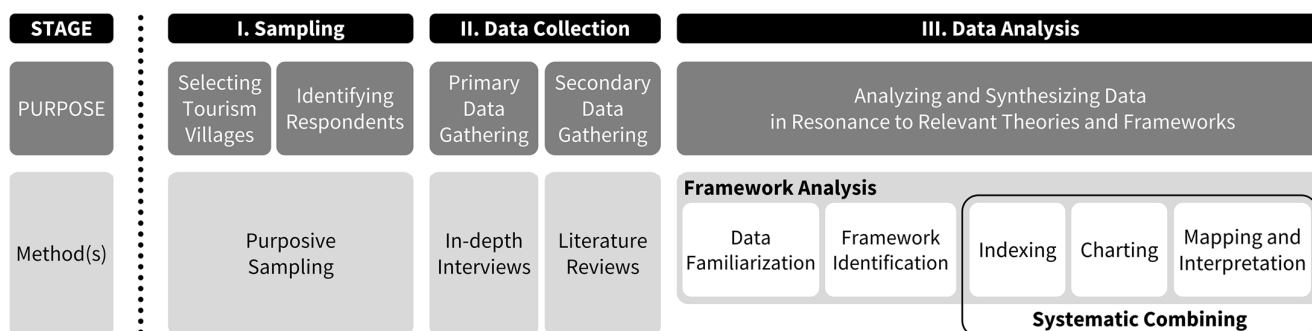 STAGE
I. Sampling
II. Data Collection
III. Data Analysis
PURPOSE
Selecting
Tourism
Villages
Identifying
Respondents
Primary
Data
Gathering
Secondary
Data
Gathering
Analyzing and Synthesizing Data
in Resonance to Relevant Theories and Frameworks
Method(s)
Purposive
Sampling
In-depth
Interviews
Literature
Reviews
Framework Analysis
Data
Familiarization
Framework
Identification
Indexing
Charting
Mapping and
Interpretation
Systematic Combining